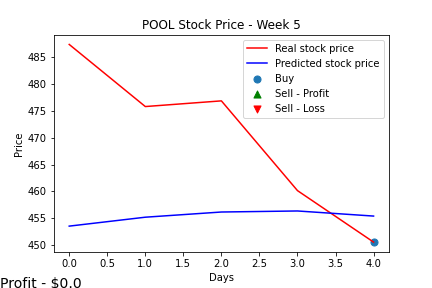 POOL Stock Price - Week 5
Real stock price
Predicted stock price
Buy
Sell - Profit
Sell - Loss
Price
485
480
475
470
465
460
455
450
0.0 0.5 1.0 1.5 2.0 2.5 3.0 3.5 4.0
Days
Profit - $0.0